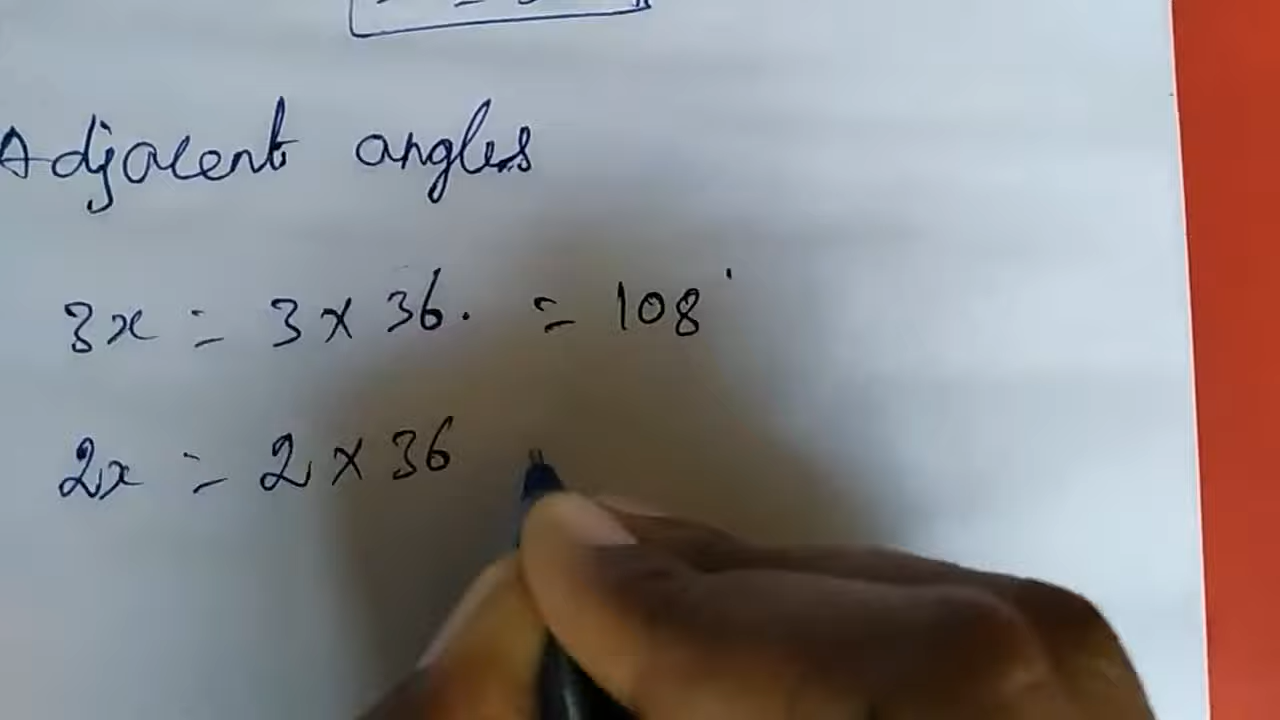 Adjacent angles
3x = 3 x 36. = 108°
2x = 2 x 36